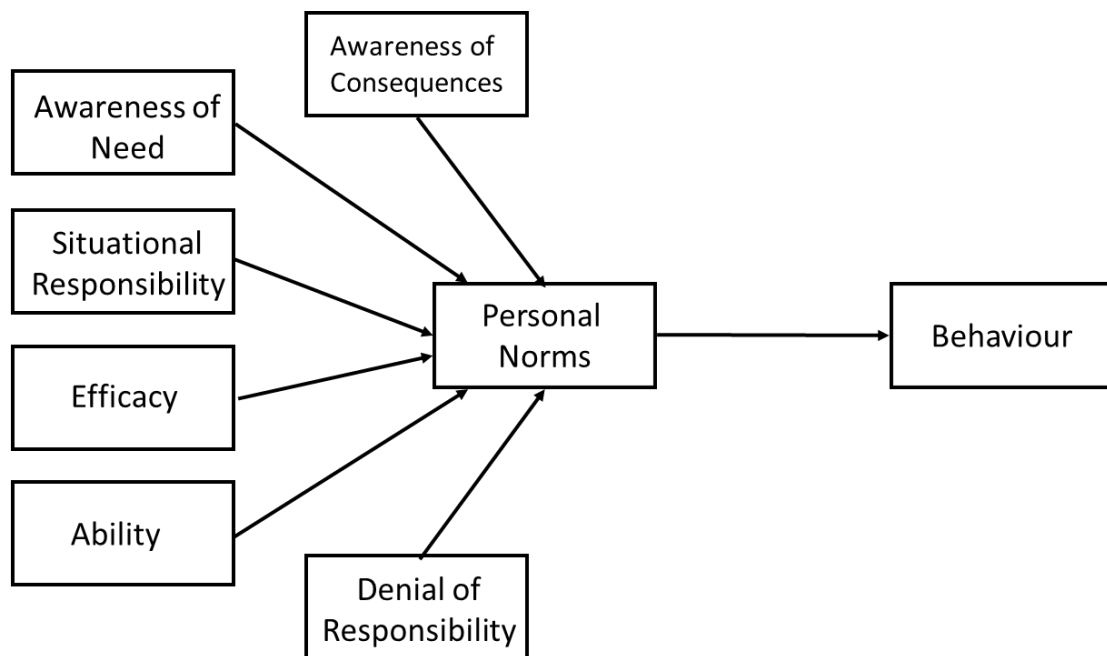 Awareness of
Consequences
Awareness of
Need
Situational
Responsibility
Personal
Norms
Behaviour
Efficacy
Ability
Denial of
Responsibility